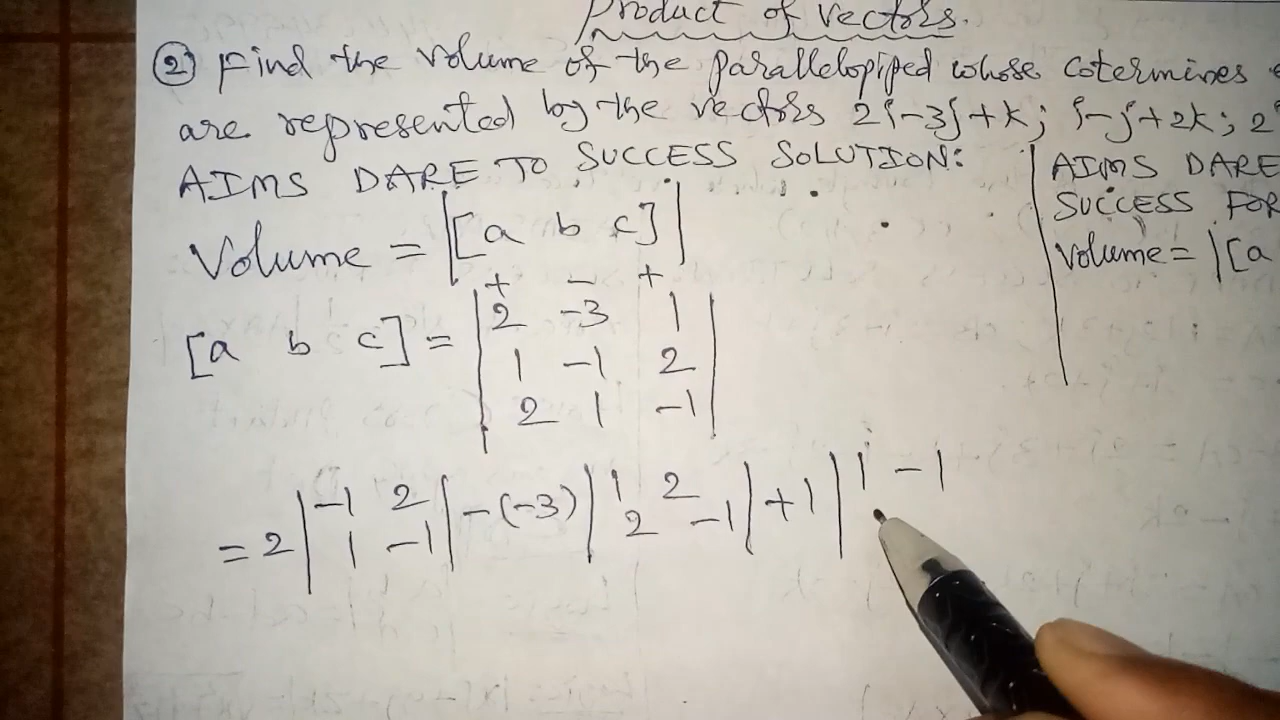 Product of vectors.
② Find the volume of the parallelopiped whose cotermines
are represented by the vectors 2i-3j+k; i-j+2k; 2
AIMS DARE TO SUCCESS SOLUTION:
Volume = |[a b c]|
+ - +
[a b c] = | 2 -3 1 |
| 1 -1 2 |
| 2 1 -1 |
= 2 | -1 2 | -(-3) | 1 2 | +1 | 1 -1
| 1 -1 | | 2 -1 | |
AIMS DARE
SUCCESS FOR
Volume = |[a